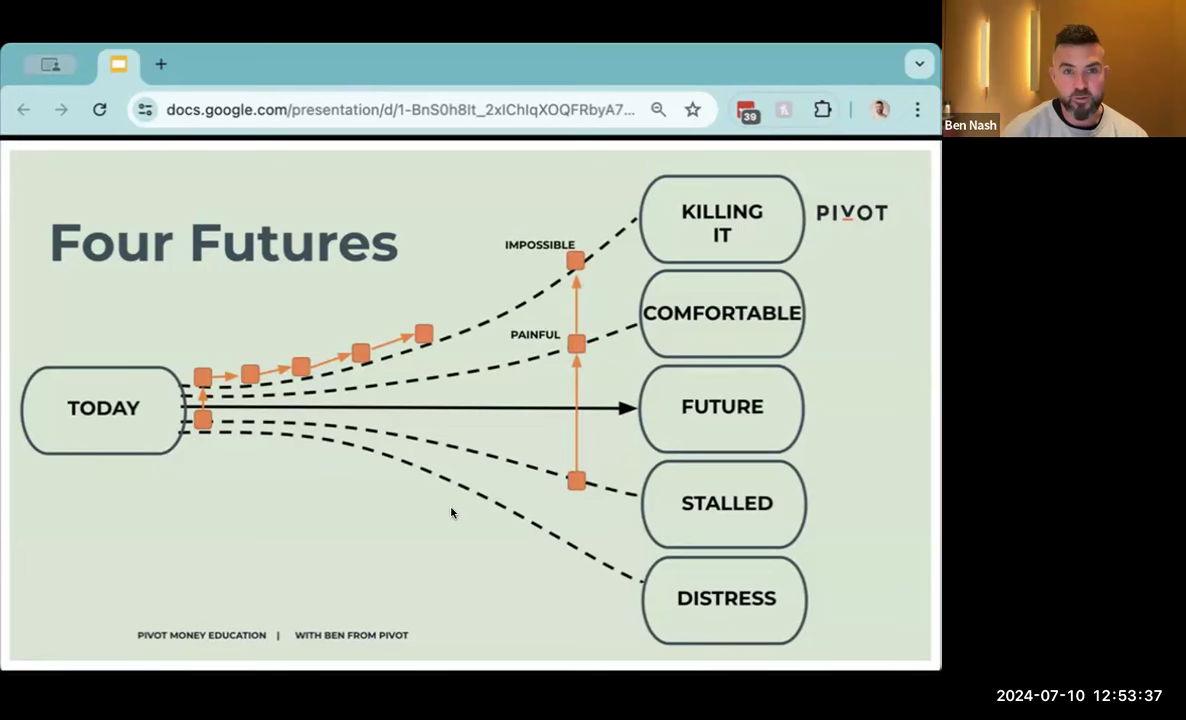 docs.google.com/presentation/d/1-BnS0h8It_2xIChIqXOQFRbyA7...
39
Ben Nash
Four Futures
KILLING
IT
PIVOT
IMPOSSIBLE
COMFORTABLE
PAINFUL
TODAY
FUTURE
STALLED
DISTRESS
PIVOT MONEY EDUCATION | WITH BEN FROM PIVOT
2024-07-10 12:53:37